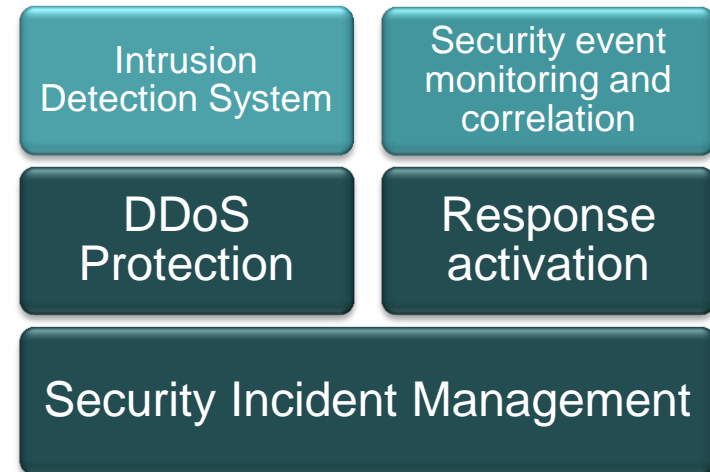 Intrusion
Detection System
Security event
monitoring and
correlation
DDoS
Protection
Response
activation
Security Incident Management